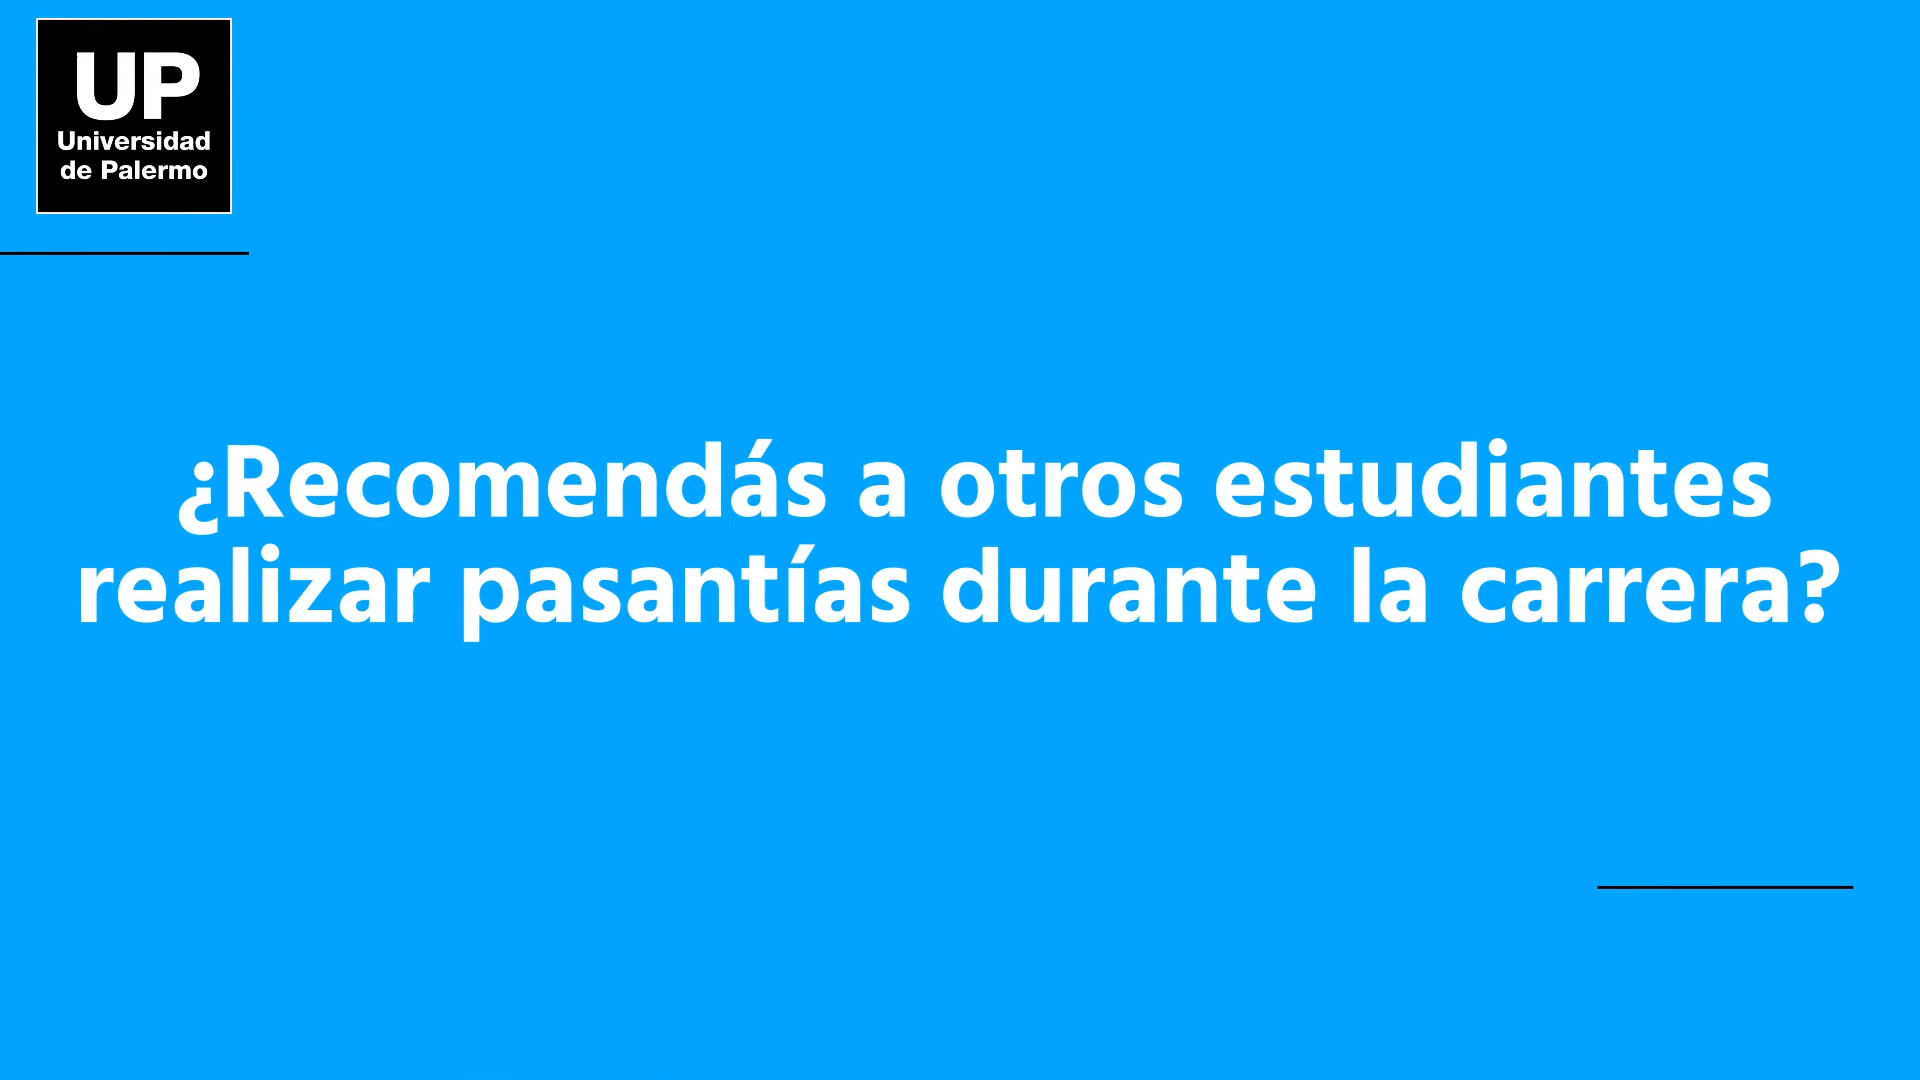 UP
Universidad
de Palermo
¿Recomendás a otros estudiantes
realizar pasantías durante la carrera?